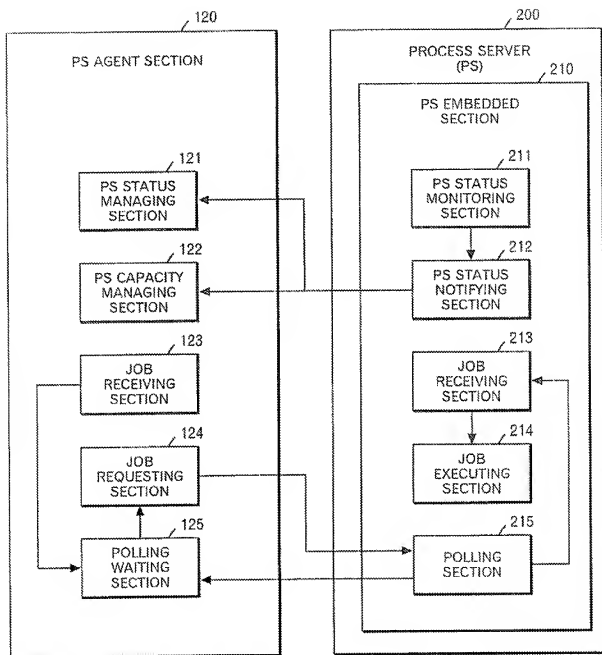 120
PS AGENT SECTION
121
PS STATUS
MANAGING
SECTION
122
PS CAPACITY
MANAGING
SECTION
123
JOB
RECEIVING
SECTION
124
JOB
REQUESTING
SECTION
125
POLLING
WAITING
SECTION
200
PROCESS SERVER
(PS)
210
PS EMBEDDED
SECTION
211
PS STATUS
MONITORING
SECTION
212
PS STATUS
NOTIFYING
SECTION
213
JOB
RECEIVING
SECTION
214
JOB
EXECUTING
SECTION
215
POLLING
SECTION